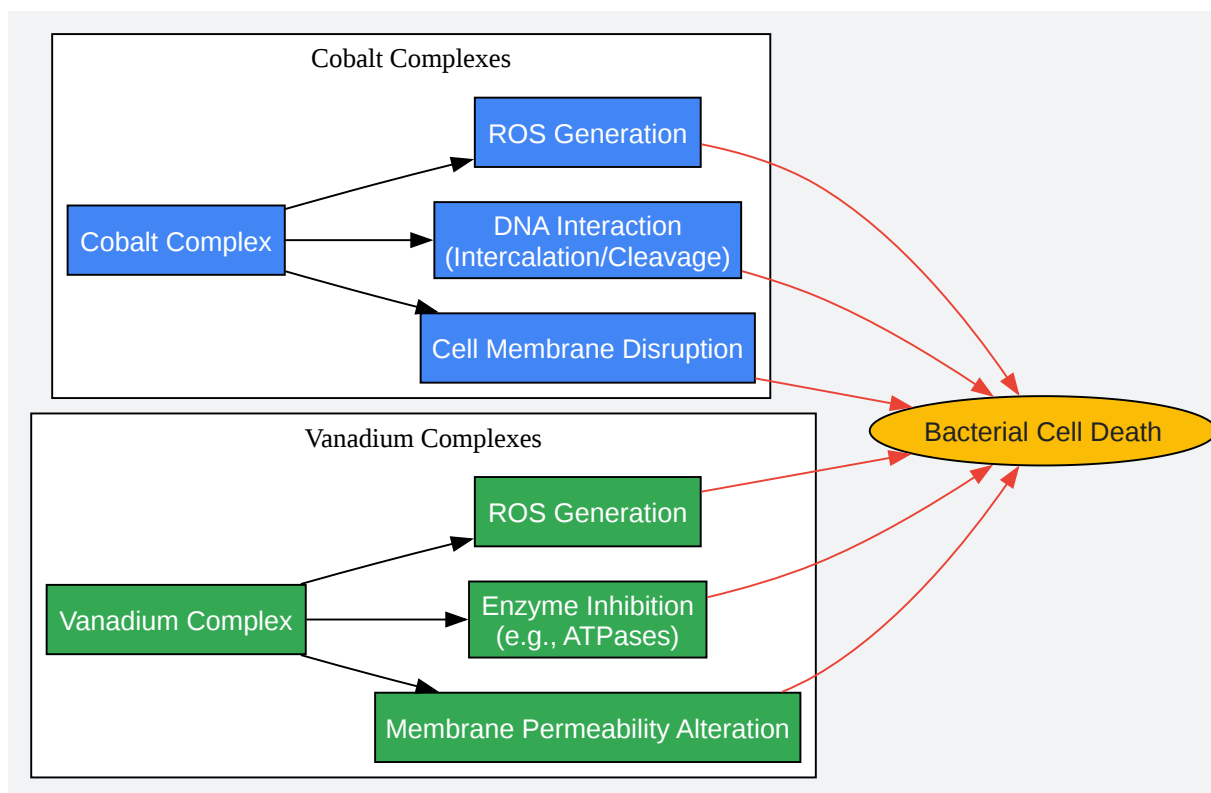 Cobalt Complexes
ROS Generation
Cobalt Complex
DNA Interaction
(Intercalation/Cleavage)
Cell Membrane Disruption
Bacterial Cell Death
Vanadium Complexes
ROS Generation
Vanadium Complex
Enzyme Inhibition
(e.g., ATPases)
Membrane Permeability Alteration